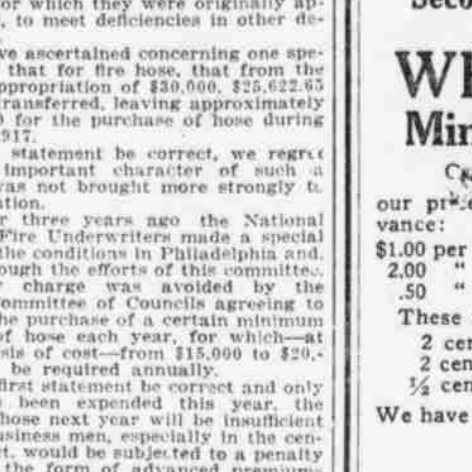 for which they were originally ap-
, to meet deficiencies in other de-
ve ascertained concerning one spe-
that for fire hose, that from the
ppropriation of $30,000, $25,622.65
transferred, leaving approximately
0 for the purchase of hose during
917.
statement be correct, we regret
important character of such a
was not brought more strongly to
tion.
r three years ago the National
Fire Underwriters made a special
the conditions in Philadelphia and,
ough the efforts of this committee,
charge was avoided by the
ommittee of Councils agreeing to
he purchase of a certain minimum
of hose each year, for which—at
sis of cost—from $15,000 to $20,-
be required annually.
first statement be correct and only
been expended this year, the
hose next year will be insufficient
usiness men, especially in the cen-
ct, would be subjected to a penalty
the form of advanced premiums
Seco
W
Min
our
vance:
$1.00 per
2.00 "
.50 "
These
2 cen
2 cen
½ cen
We have